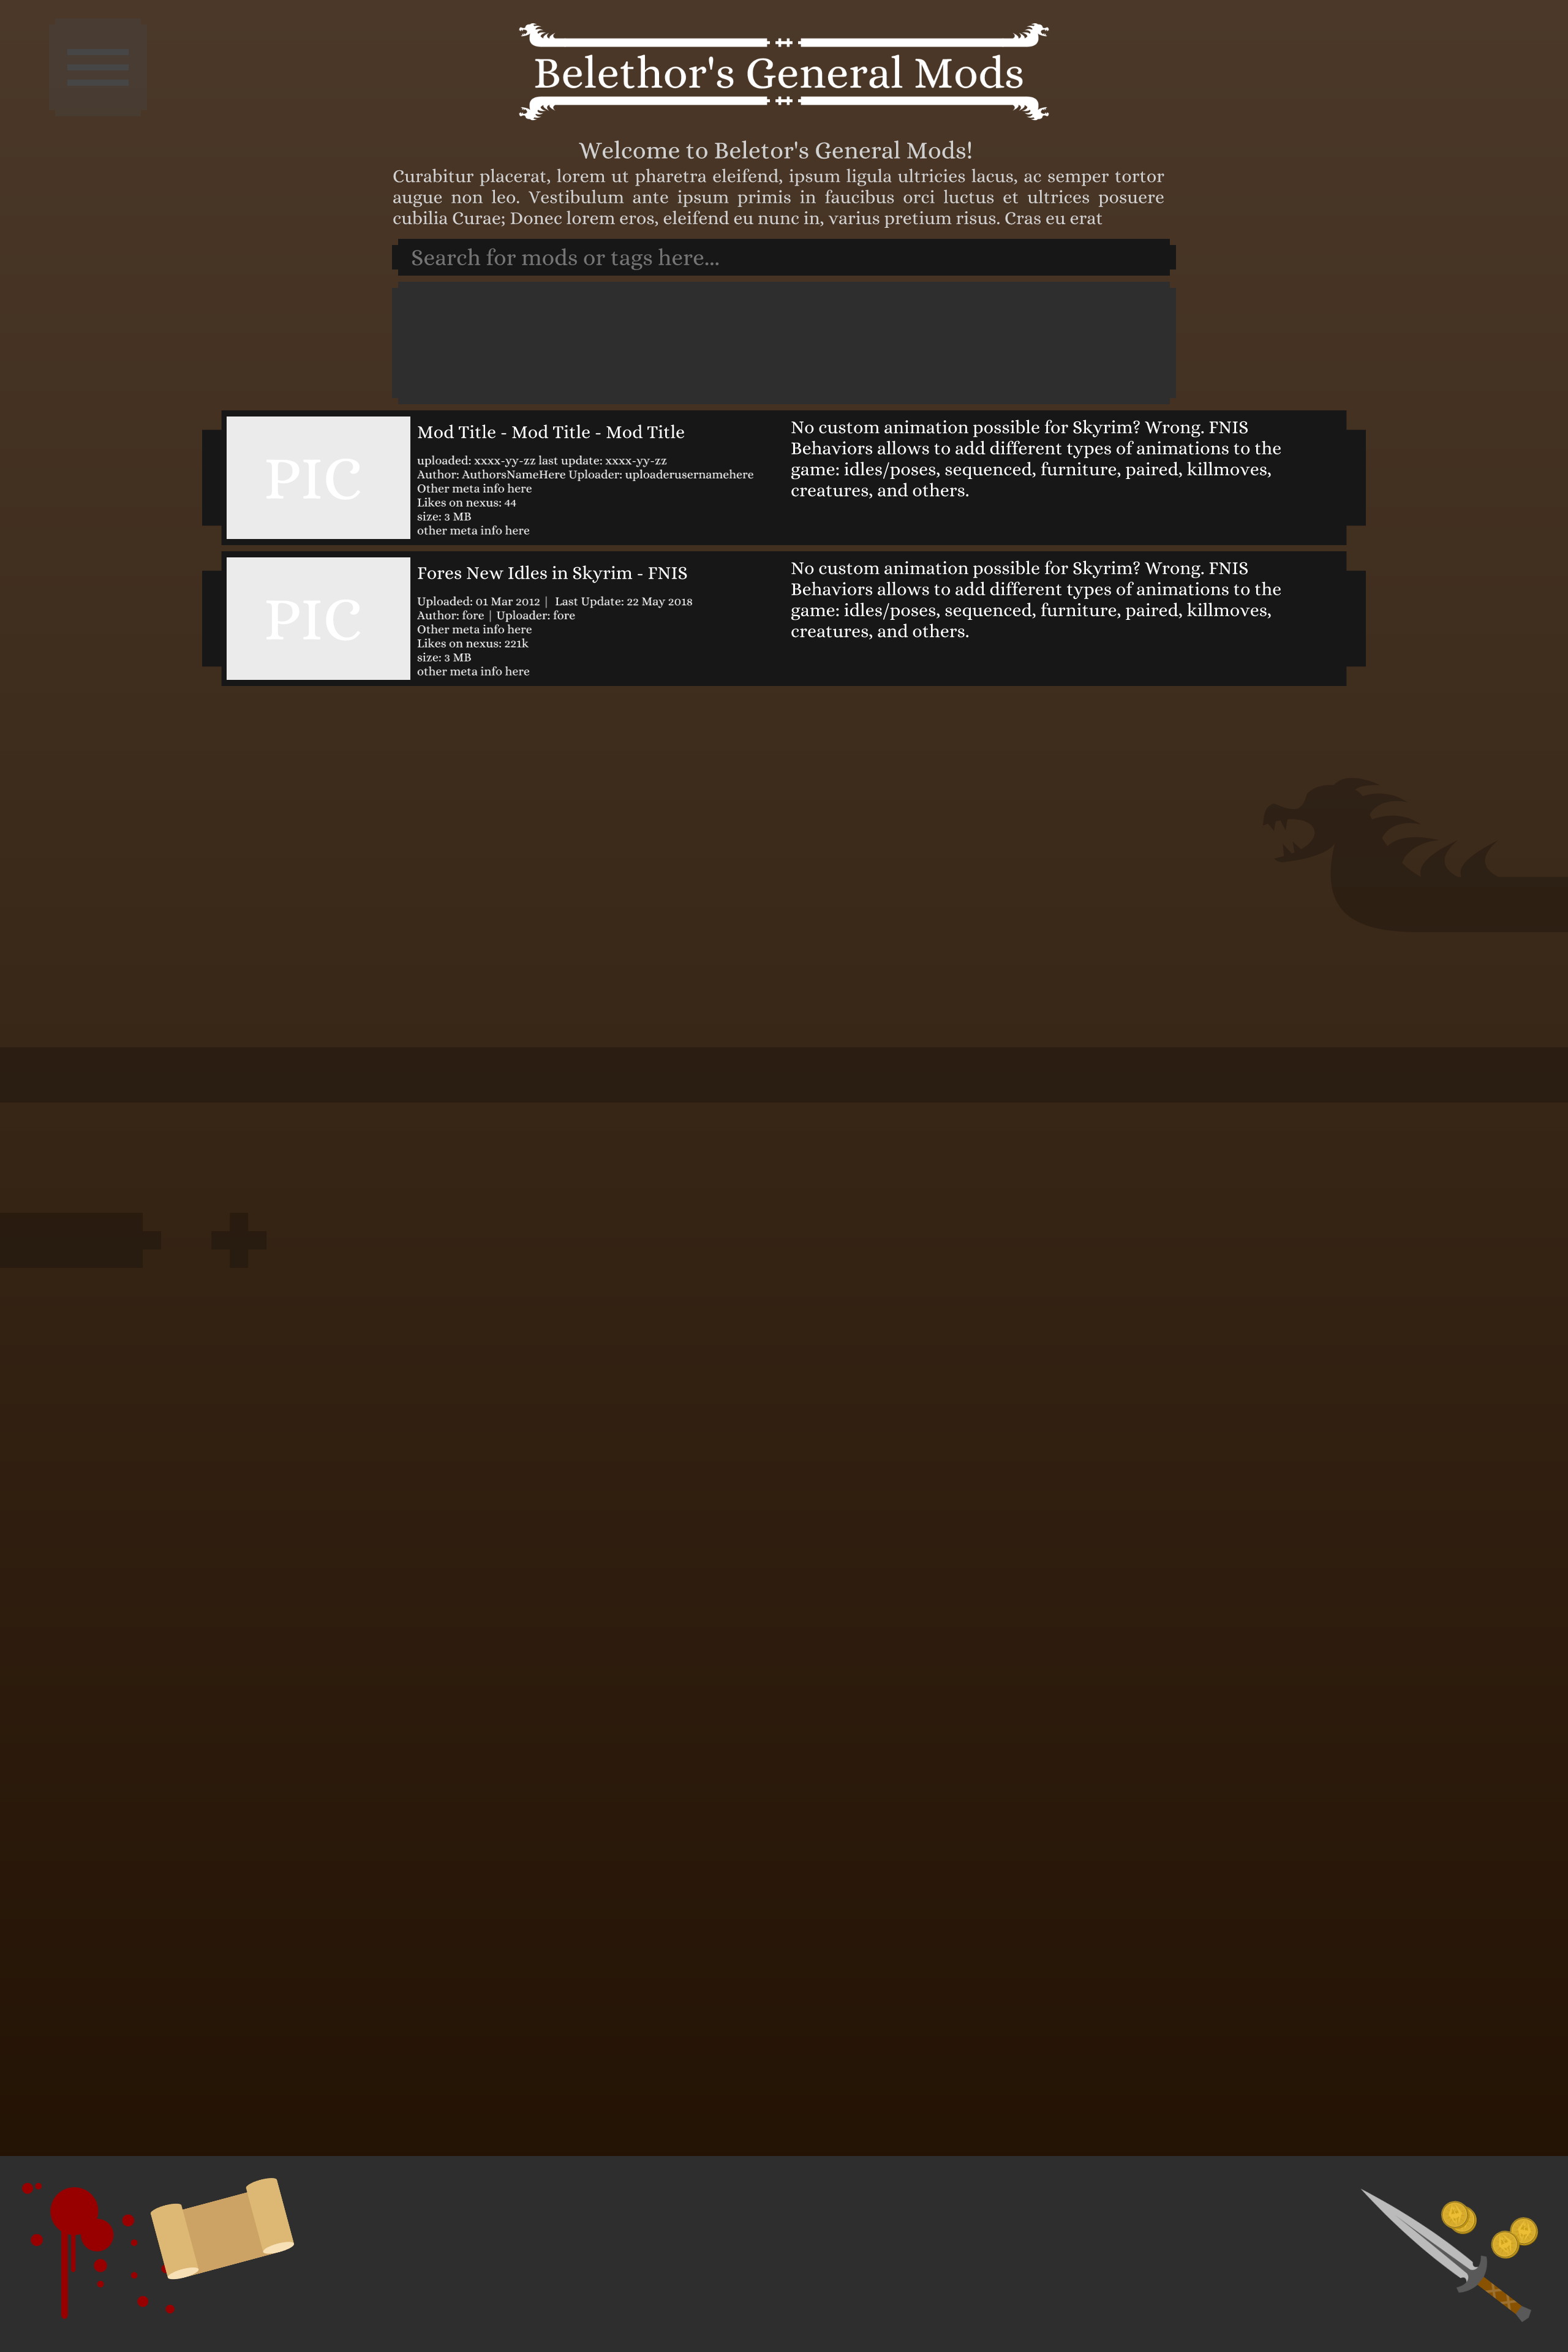 Belethor's General Mods
Welcome to Beletor's General Mods!
Curabitur placerat, lorem ut pharetra eleifend, ipsum ligula ultricies lacus, ac semper tortor
augue non leo. Vestibulum ante ipsum primis in faucibus orci luctus et ultrices posuere
cubilia Curae; Donec lorem eros, eleifend eu nunc in, varius pretium risus. Cras eu erat
Search for mods or tags here...
PIC
Mod Title - Mod Title - Mod Title
uploaded: xxxx-yy-zz last update: xxxx-yy-zz
Author: AuthorsNameHere Uploader: uploaderusernamehere
Other meta info here
Likes on nexus: 44
size: 3 MB
other meta info here
No custom animation possible for Skyrim? Wrong. FNIS
Behaviors allows to add different types of animations to the
game: idles/poses, sequenced, furniture, paired, killmoves,
creatures, and others.
PIC
Fores New Idles in Skyrim - FNIS
Uploaded: 01 Mar 2012 | Last Update: 22 May 2018
Author: fore | Uploader: fore
Other meta info here
Likes on nexus: 221k
size: 3 MB
other meta info here
No custom animation possible for Skyrim? Wrong. FNIS
Behaviors allows to add different types of animations to the
game: idles/poses, sequenced, furniture, paired, killmoves,
creatures, and others.